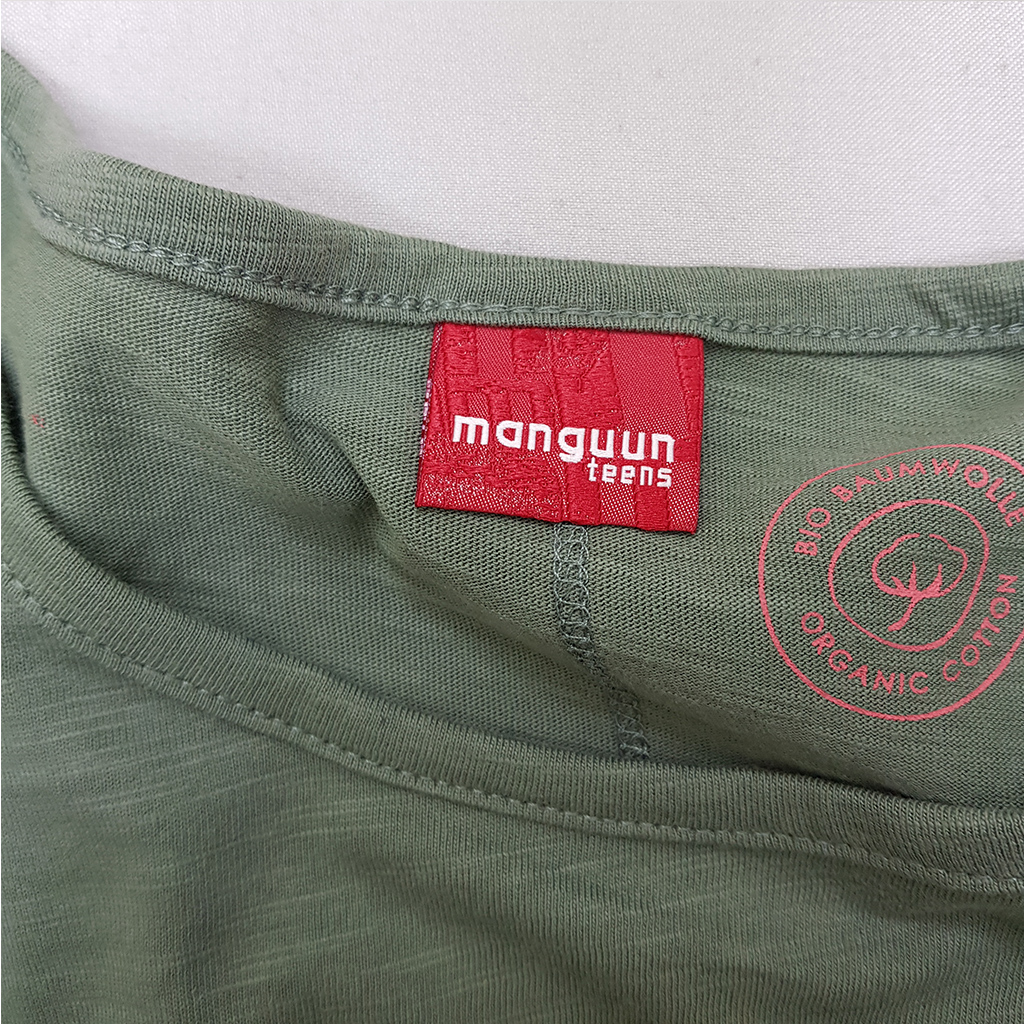 manguun
teens
BIO BAUMWOLLE
ORGANIC COTTON